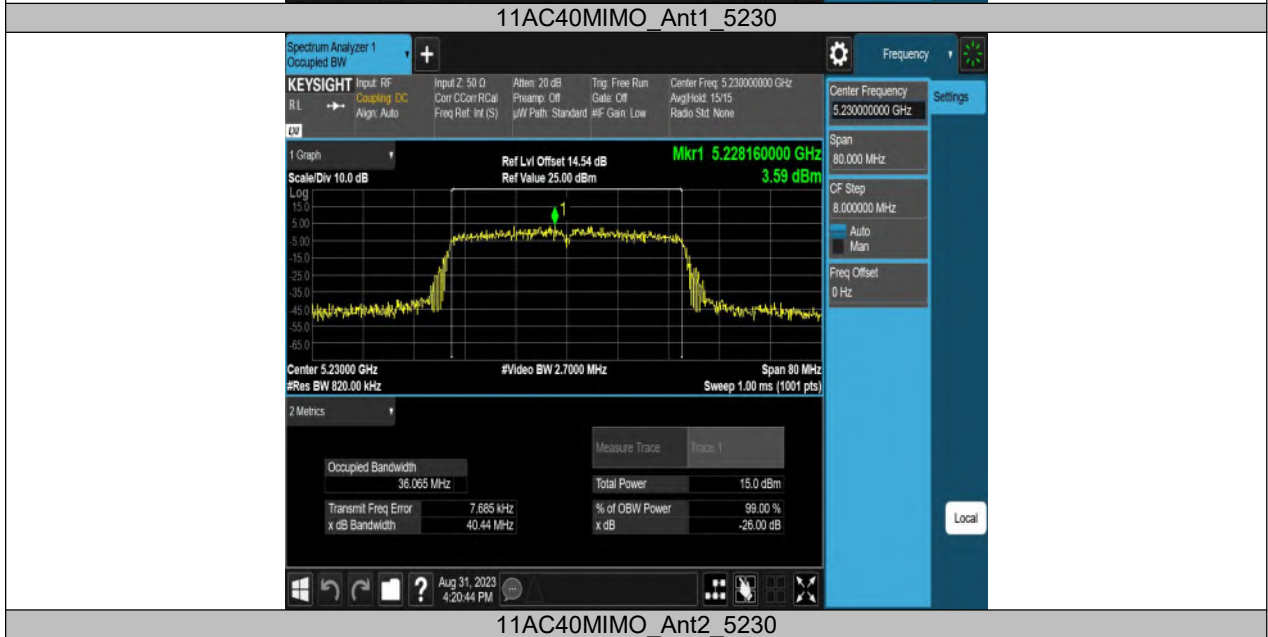 11AC40MIMO_Ant1_5230
Spectrum Analyzer 1
Occupied BW
+
Frequency
KEYSIGHT
Input: RF
Input Z: 50 Ω
Atten: 20 dB
Trig: Free Run
Center Freq: 5.230000000 GHz
RL
Coupling: DC
Corr CCorr RCal
Preamp: Off
Gate: Off
Avg|Hold: 15/15
Align: Auto
Freq Ref: Int (S)
µW Path: Standard
#IF Gain: Low
Radio Std: None
Center Frequency
5.230000000 GHz
Settings
Span
80.000 MHz
CF Step
8.000000 MHz
Auto
Man
Freq Offset
0 Hz
1 Graph
Ref Lvl Offset 14.54 dB
Mkr1 5.228160000 GHz
Scale/Div 10.0 dB
Ref Value 25.00 dBm
3.59 dBm
Log
15.0
5.00
-5.00
-15.0
-25.0
-35.0
-45.0
-55.0
-65.0
1
Center 5.23000 GHz
#Video BW 2.7000 MHz
Span 80 MHz
#Res BW 820.00 kHz
Sweep 1.00 ms (1001 pts)
2 Metrics
Measure Trace
Trace 1
Occupied Bandwidth
36.065 MHz
Total Power
15.0 dBm
Transmit Freq Error
7.685 kHz
% of OBW Power
99.00 %
x dB Bandwidth
40.44 MHz
x dB
-26.00 dB
Local
?
Aug 31, 2023
4:20:44 PM
11AC40MIMO_Ant2_5230